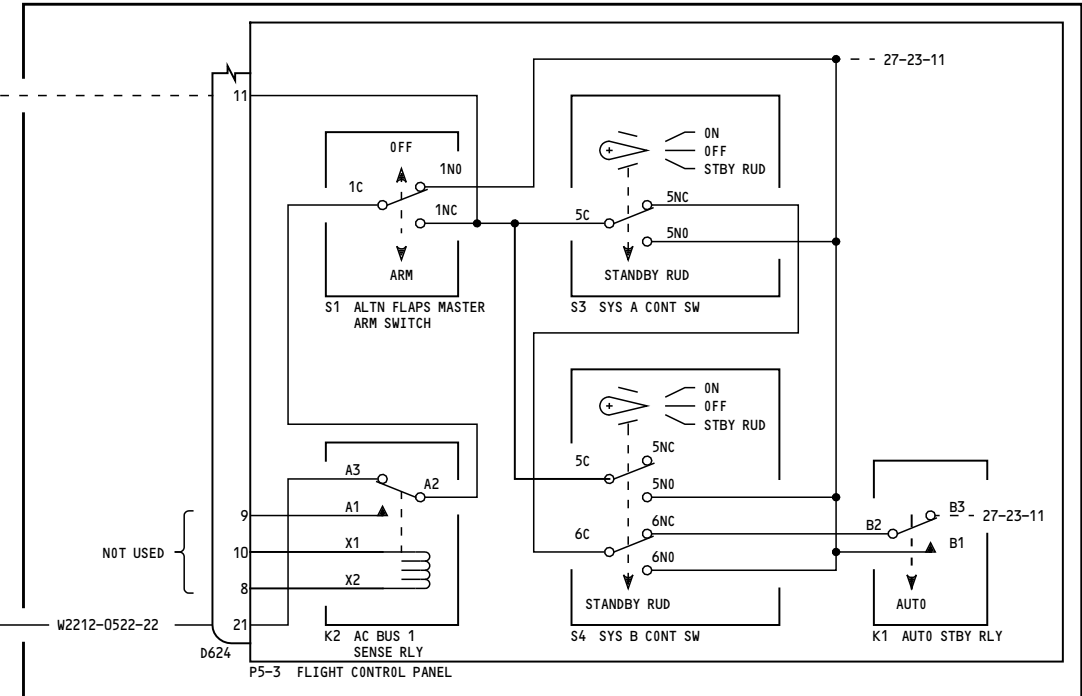 27-23-11
11
OFF
1NO
1C
1NC
ARM
S1 ALTN FLAPS MASTER
ARM SWITCH
ON
OFF
STBY RUD
5NC
5C
5NO
STANDBY RUD
S3 SYS A CONT SW
ON
OFF
STBY RUD
5NC
5C
5NO
6NC
6C
6NO
STANDBY RUD
S4 SYS B CONT SW
A3
A2
A1
X1
X2
K2 AC BUS 1
SENSE RLY
9
10
8
21
NOT USED
W2212-0522-22
D624
B3
27-23-11
B2
B1
AUTO
K1 AUTO STBY RLY
P5-3 FLIGHT CONTROL PANEL